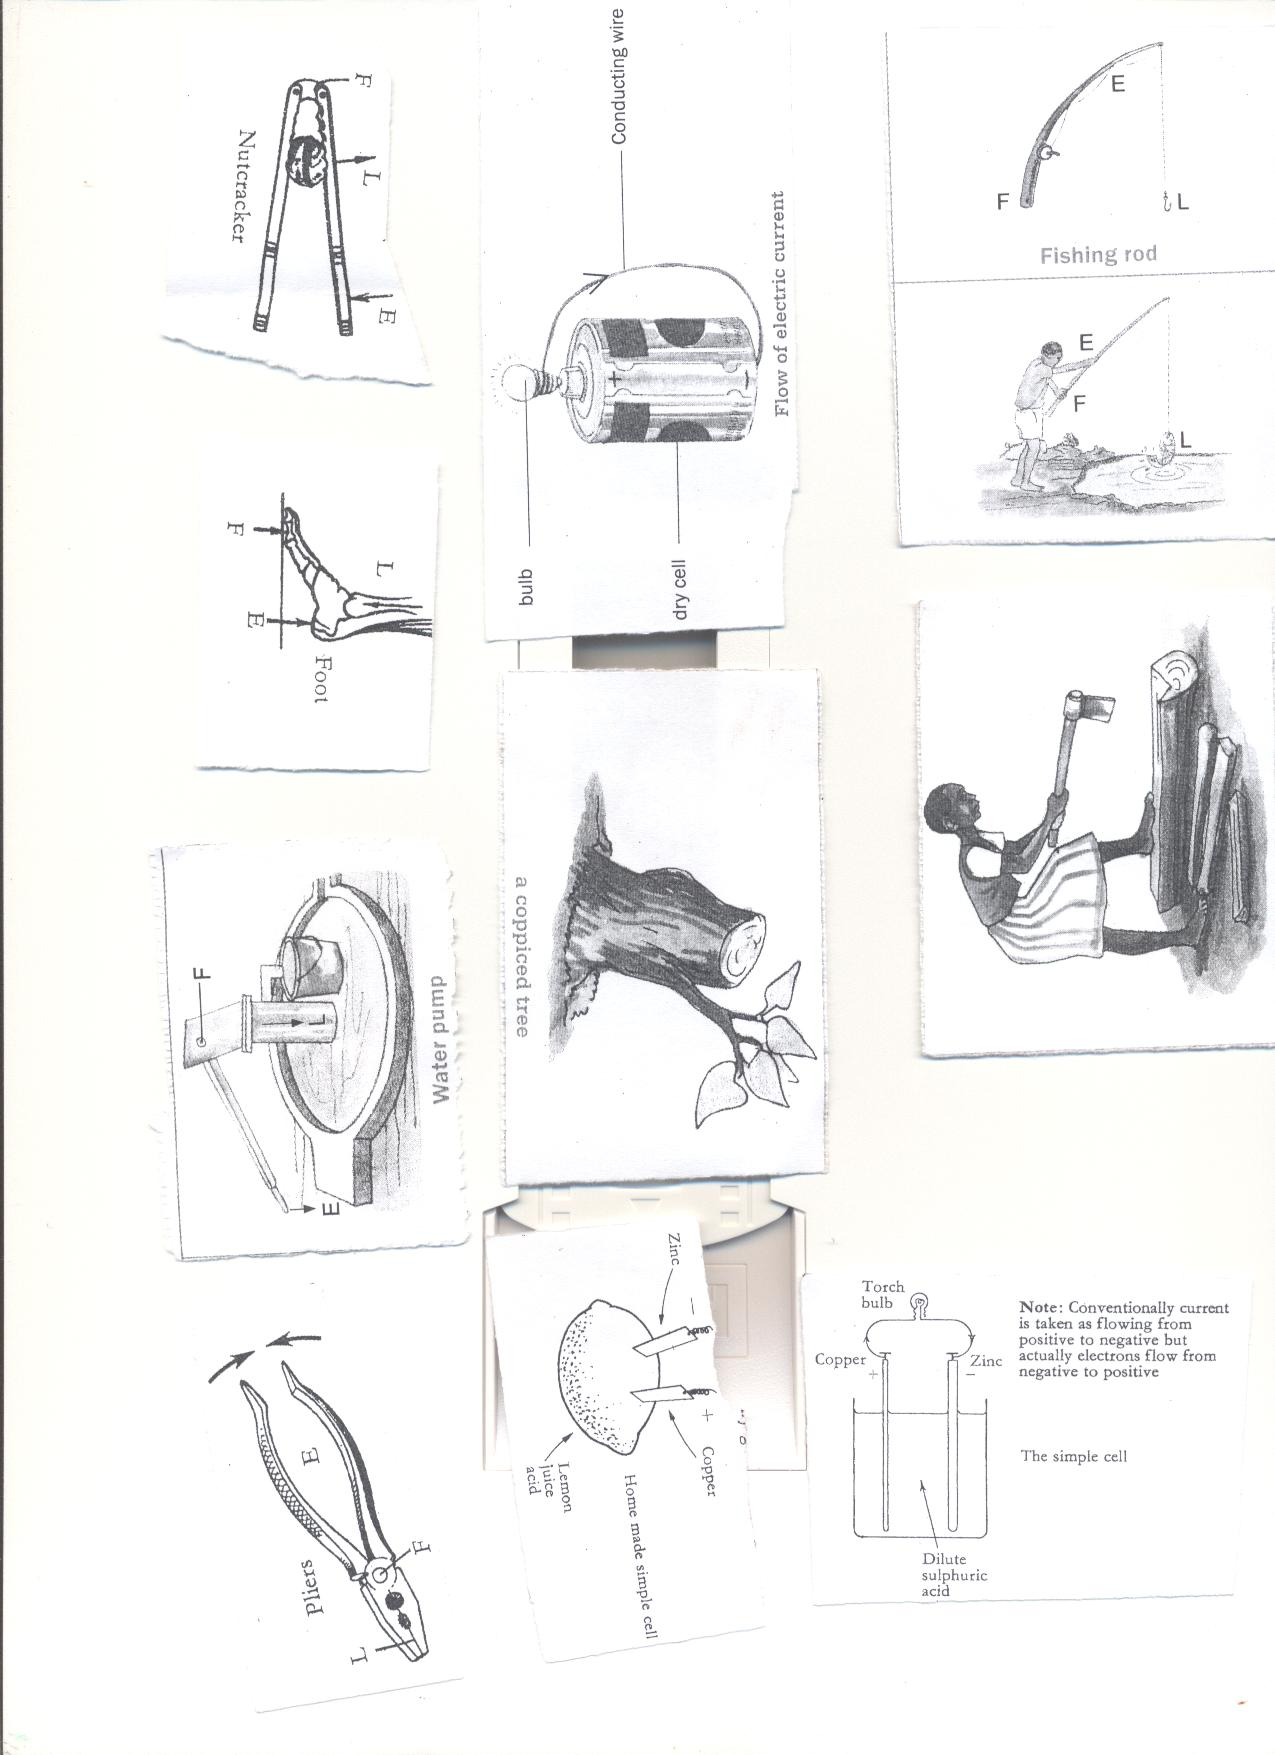 F
L
E
Nutcracker
F
L
E
Foot
F
L
E
Water pump
E
F
L
Pliers
Conducting wire
Flow of electric current
+
−
bulb
dry cell
a coppiced tree
Zinc
−
+
Copper
Lemon
juice
acid
Home made simple cell
E
F
L
Fishing rod
E
F
L
Torch
bulb
Copper
+
Zinc
−
Note: Conventionally current
is taken as flowing from
positive to negative but
actually electrons flow from
negative to positive
The simple cell
Dilute
sulphuric
acid